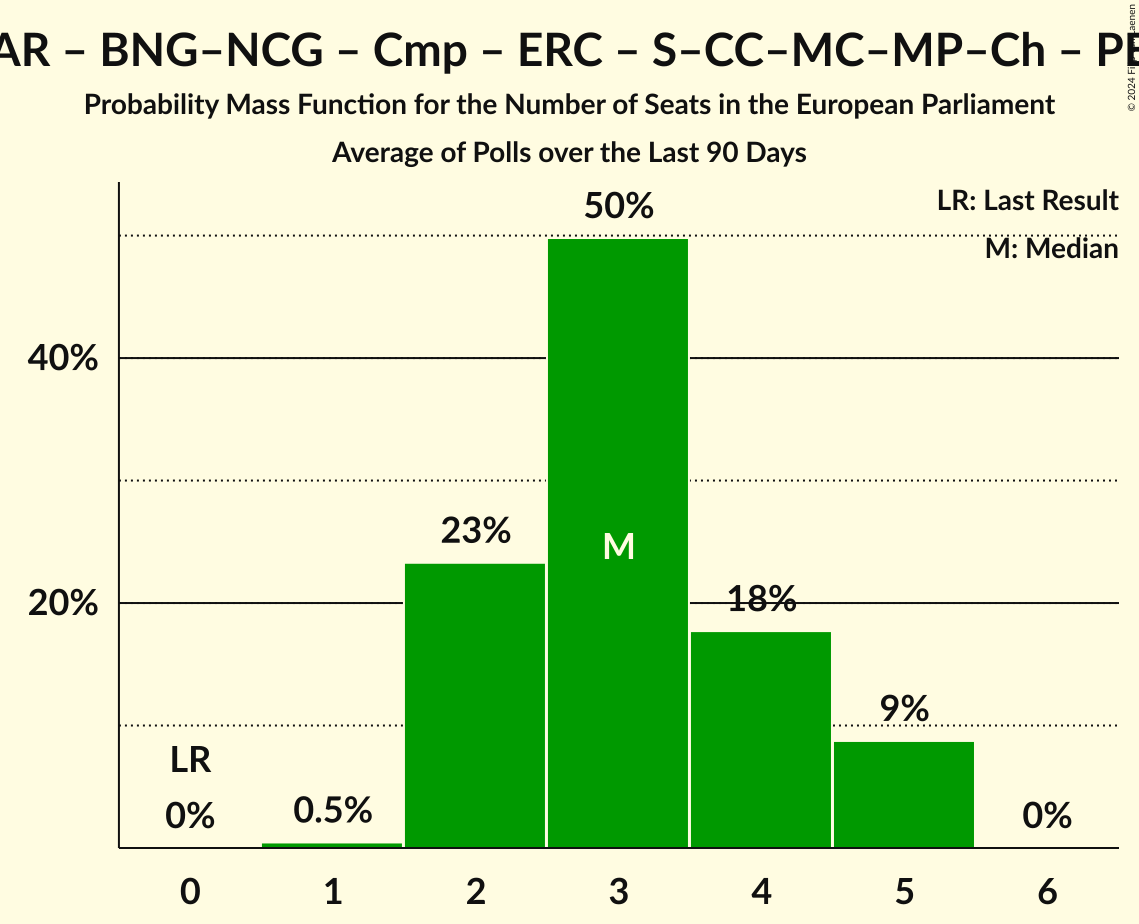 AR – BNG–NCG – Cmp – ERC – S–CC–MC–MP–Ch –
Probability Mass Function for the Number of Seats in the European Parliament
Average of Polls over the Last 90 Days
© 2024
LR: Last Result
M: Median
50%
40%
23%
M
20%
18%
9%
LR
0%
0.5%
0%
0 1 2 3 4 5 6